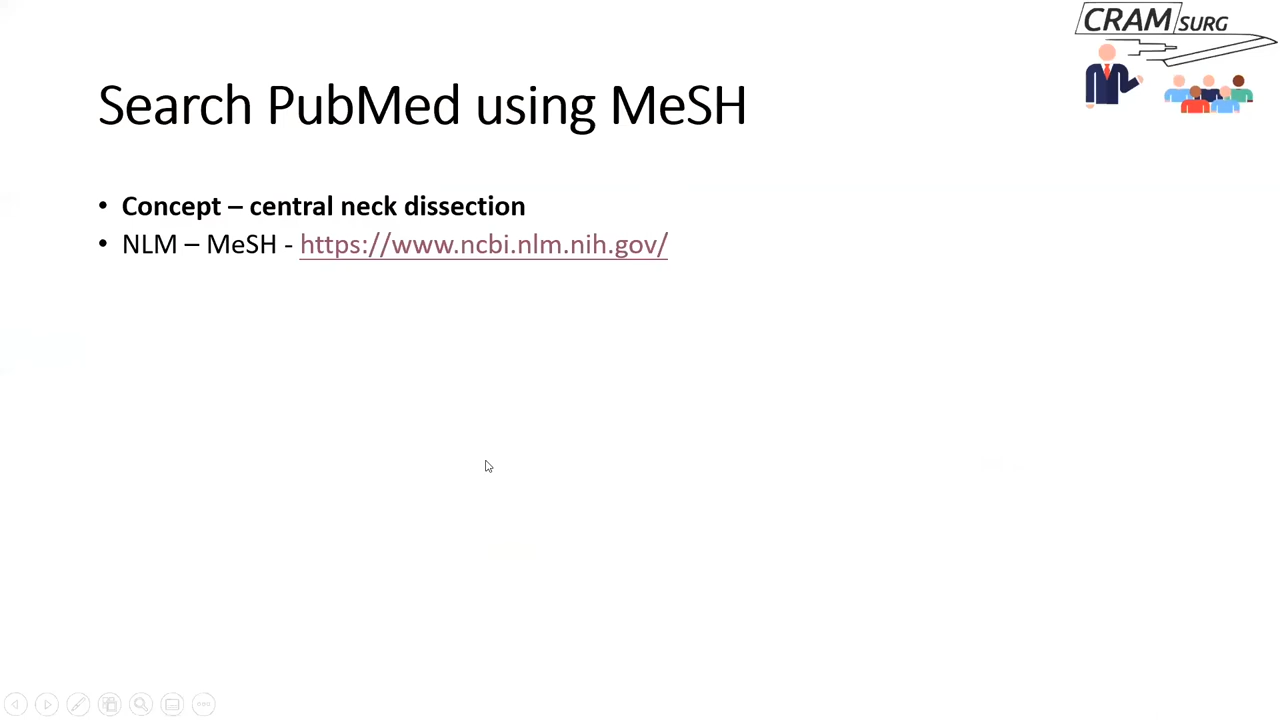 CRAM SURG
Search PubMed using MeSH
• Concept – central neck dissection
• NLM – MeSH - https://www.ncbi.nlm.nih.gov/